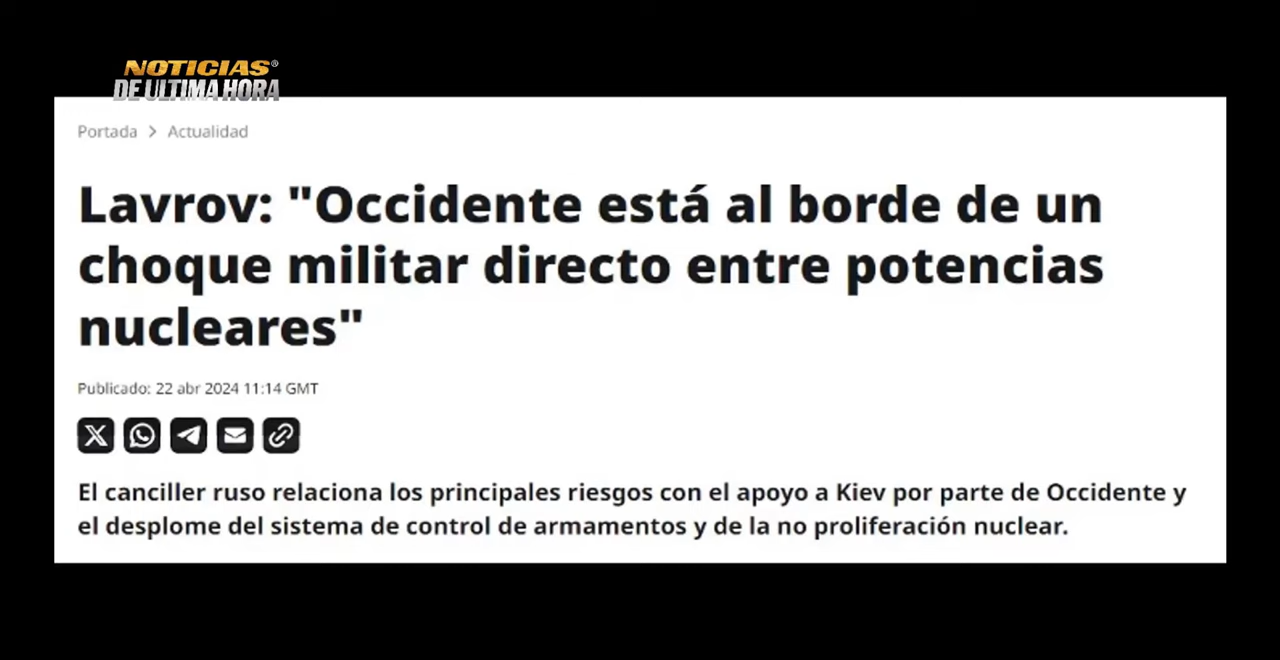 NOTICIAS®
DE ULTIMA HORA
Portada > Actualidad
Lavrov: "Occidente está al borde de un
choque militar directo entre potencias
nucleares"
Publicado: 22 abr 2024 11:14 GMT
El canciller ruso relaciona los principales riesgos con el apoyo a Kiev por parte de Occidente y
el desplome del sistema de control de armamentos y de la no proliferación nuclear.